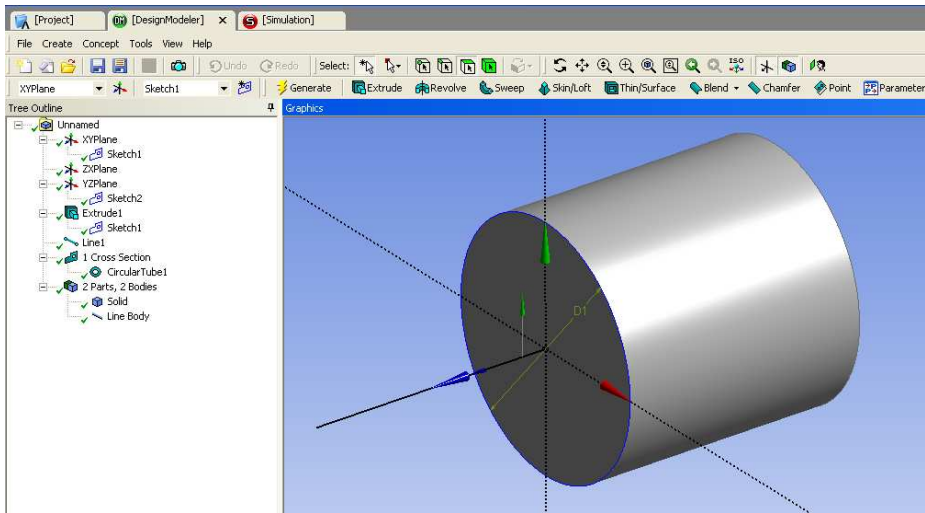 [Project] [DesignModeler] x [Simulation]
File Create Concept Tools View Help
Undo Redo Select: ISO
XYPlane Sketch1 Generate Extrude Revolve Sweep Skin/Loft Thin/Surface Blend Chamfer Point Parameter
Tree Outline Graphics
Unnamed
XYPlane
Sketch1
ZXPlane
YZPlane
Sketch2
Extrude1
Sketch1
Line1
1 Cross Section
CircularTube1
2 Parts, 2 Bodies
Solid
Line Body
D1